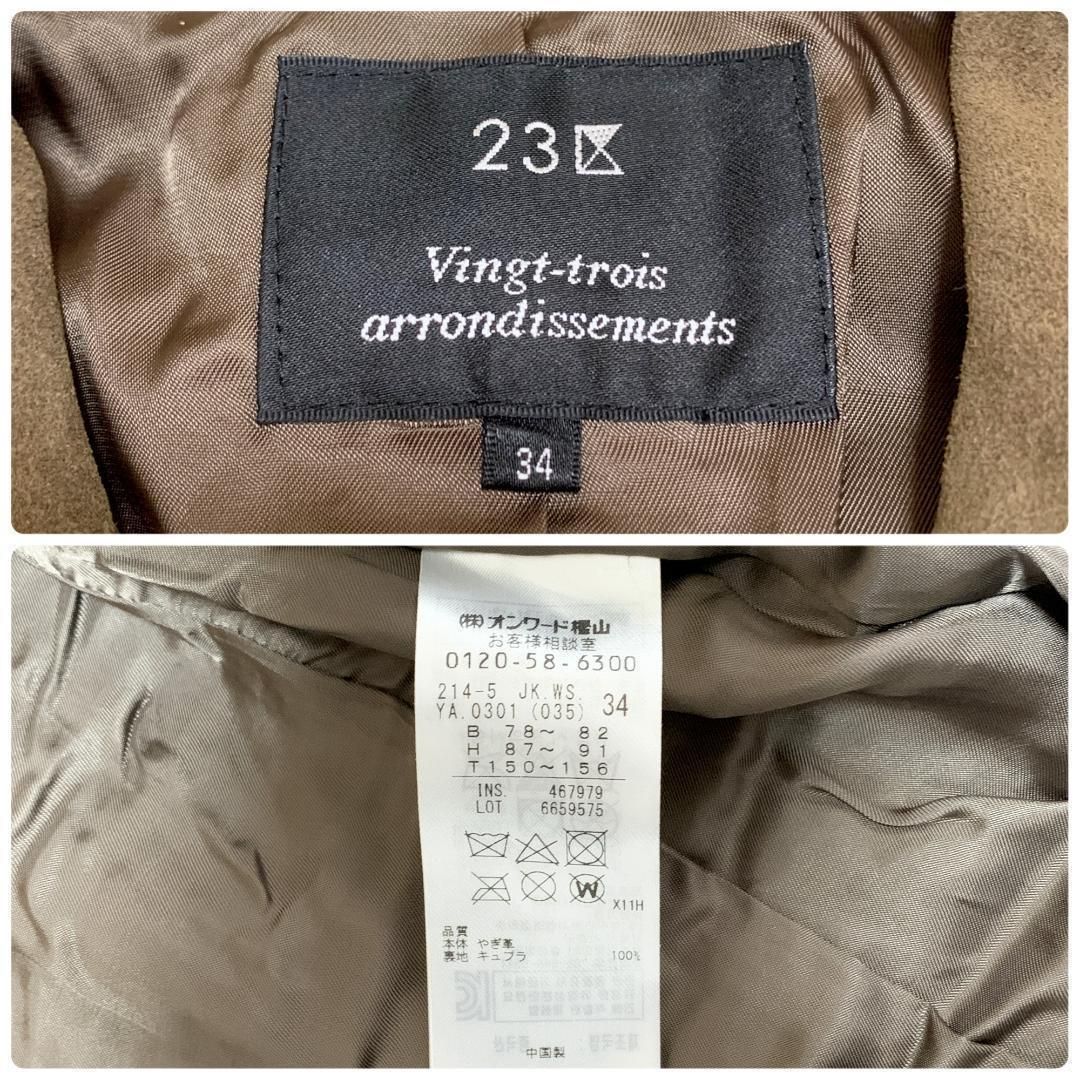 23区
Vingt-trois
arrondissements
34
(株)オンワード樫山
お客様相談室
0120-58-6300
214-5 JK.WS.
YA.0301 (035) 34
B 78～ 82
H 87～ 91
T150～156
INS. 467979
LOT 6659575
W
X11H
品質
本体 やぎ革
裏地 キュプラ 100%
中国製